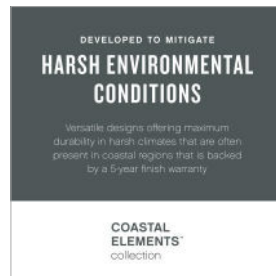 DEVELOPED TO MITIGATE
HARSH ENVIRONMENTAL
CONDITIONS
Versatile designs offering maximum
durability in harsh climates that are often
present in coastal regions that is backed
by a 5-year finish warranty
COASTAL
ELEMENTS™
collection